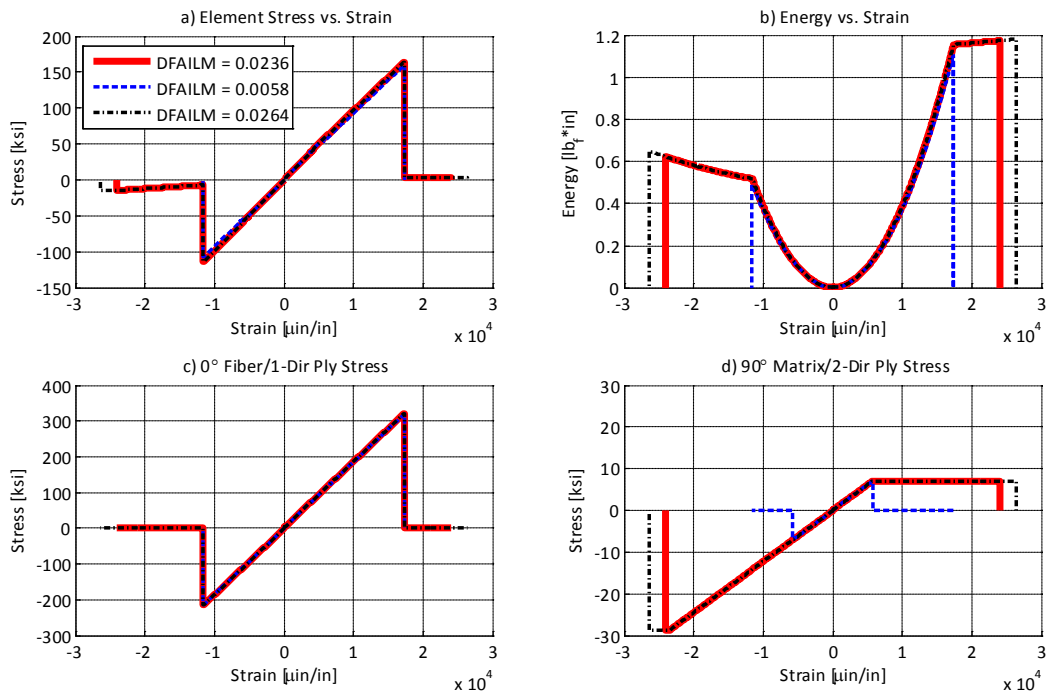 a) Element Stress vs. Strain
Stress [ksi]
200
150
100
50
0
-50
-100
-150
DFAILM = 0.0236
DFAILM = 0.0058
DFAILM = 0.0264
-3 -2 -1 0 1 2 3
Strain [μin/in]
x 10^4
b) Energy vs. Strain
Energy [lb_f*in]
1.2
1
0.8
0.6
0.4
0.2
0
-3 -2 -1 0 1 2 3
Strain [μin/in]
x 10^4
c) 0° Fiber/1-Dir Ply Stress
Stress [ksi]
400
300
200
100
0
-100
-200
-300
-3 -2 -1 0 1 2 3
Strain [μin/in]
x 10^4
d) 90° Matrix/2-Dir Ply Stress
Stress [ksi]
30
20
10
0
-10
-20
-30
-3 -2 -1 0 1 2 3
Strain [μin/in]
x 10^4